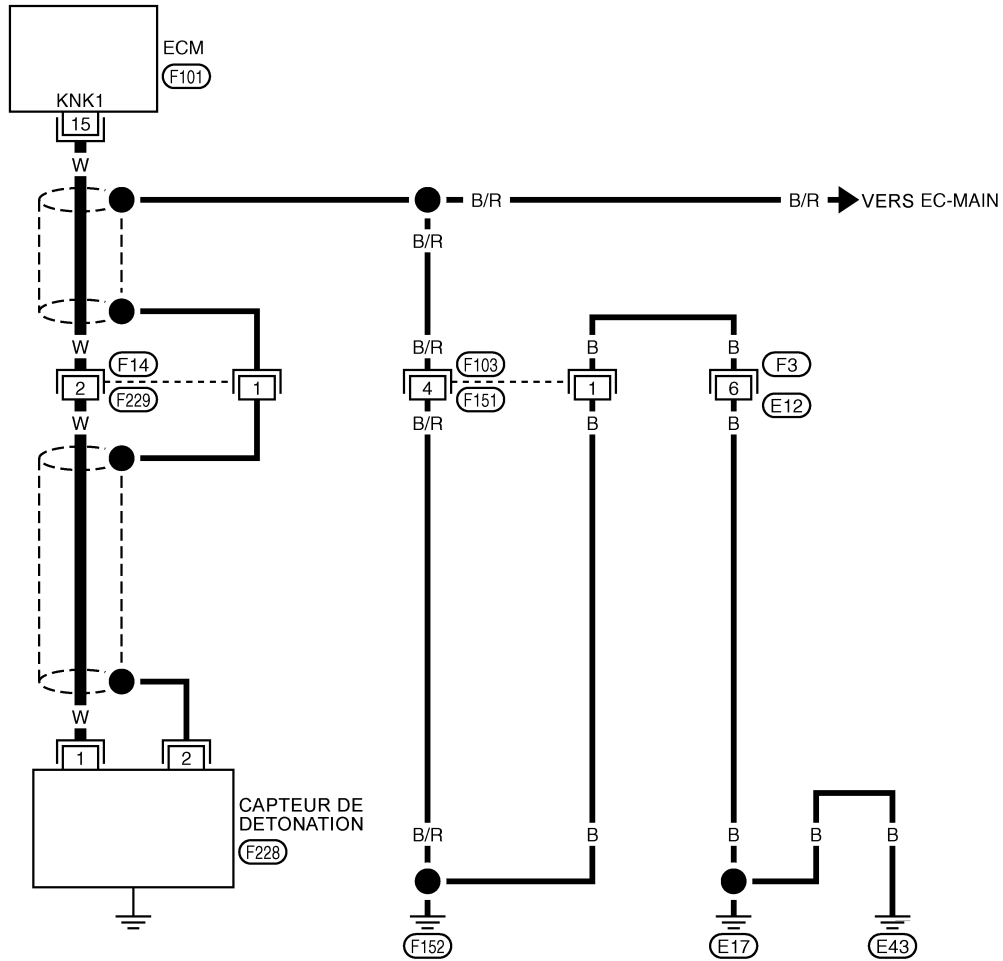 ECM
F101
KNK1
15
W
B/R
B/R
VERS EC-MAIN
B/R
W
B/R
B
B
F14
F103
F3
2
1
4
1
6
F229
F151
E12
W
B/R
B
B
W
1
2
CAPTEUR DE
DETONATION
F228
B/R
B
B
B
B
F152
E17
E43